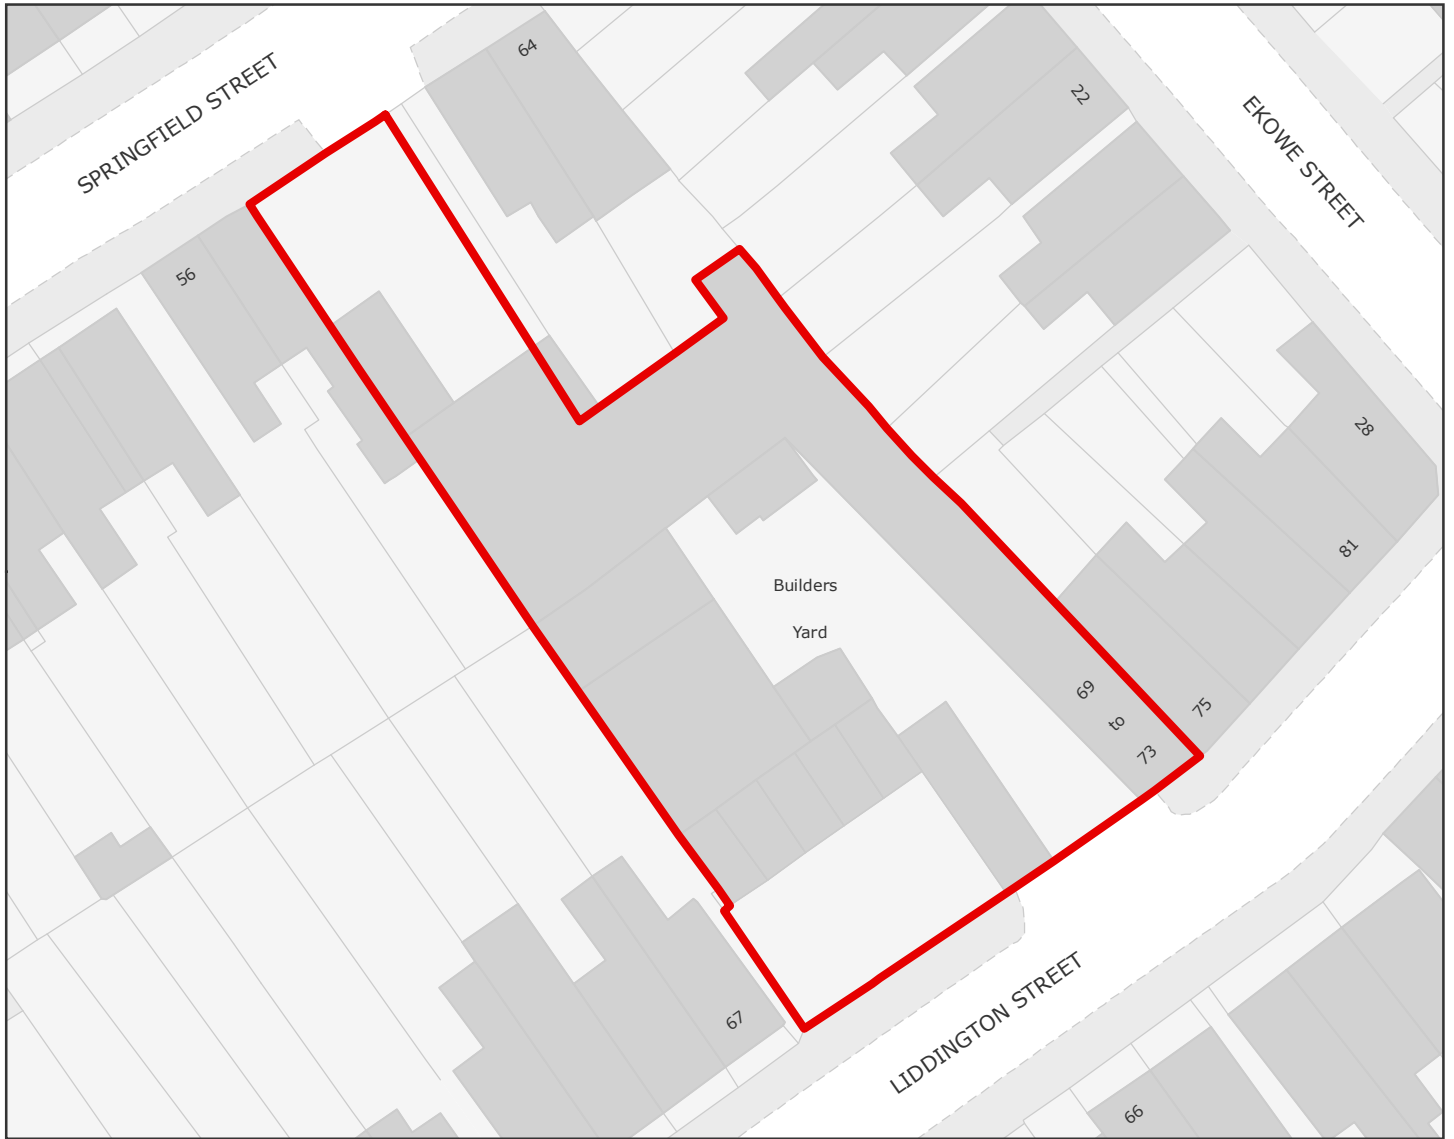 64
SPRINGFIELD STREET
22
EKOWE STREET
56
28
81
Builders
Yard
69
to
73
75
67
LIDDINGTON STREET
66